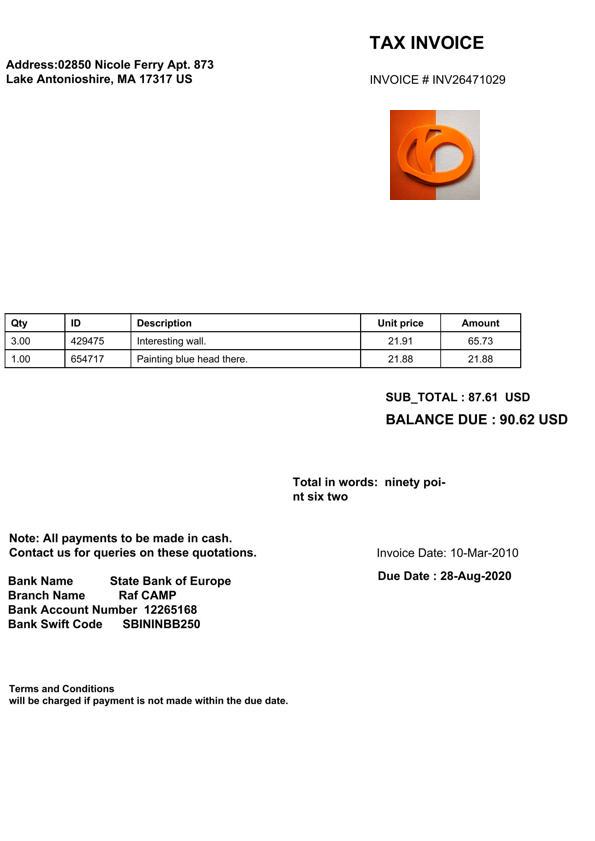 TAX INVOICE
Address:02850 Nicole Ferry Apt. 873
Lake Antonioshire, MA 17317 US
INVOICE # INV26471029
Qty ID Description Unit price Amount
3.00 429475 Interesting wall. 21.91 65.73
1.00 654717 Painting blue head there. 21.88 21.88
SUB_TOTAL : 87.61 USD
BALANCE DUE : 90.62 USD
Total in words: ninety poi-
nt six two
Note: All payments to be made in cash.
Contact us for queries on these quotations.
Invoice Date: 10-Mar-2010
Due Date : 28-Aug-2020
Bank Name State Bank of Europe
Branch Name Raf CAMP
Bank Account Number 12265168
Bank Swift Code SBININBB250
Terms and Conditions
will be charged if payment is not made within the due date.